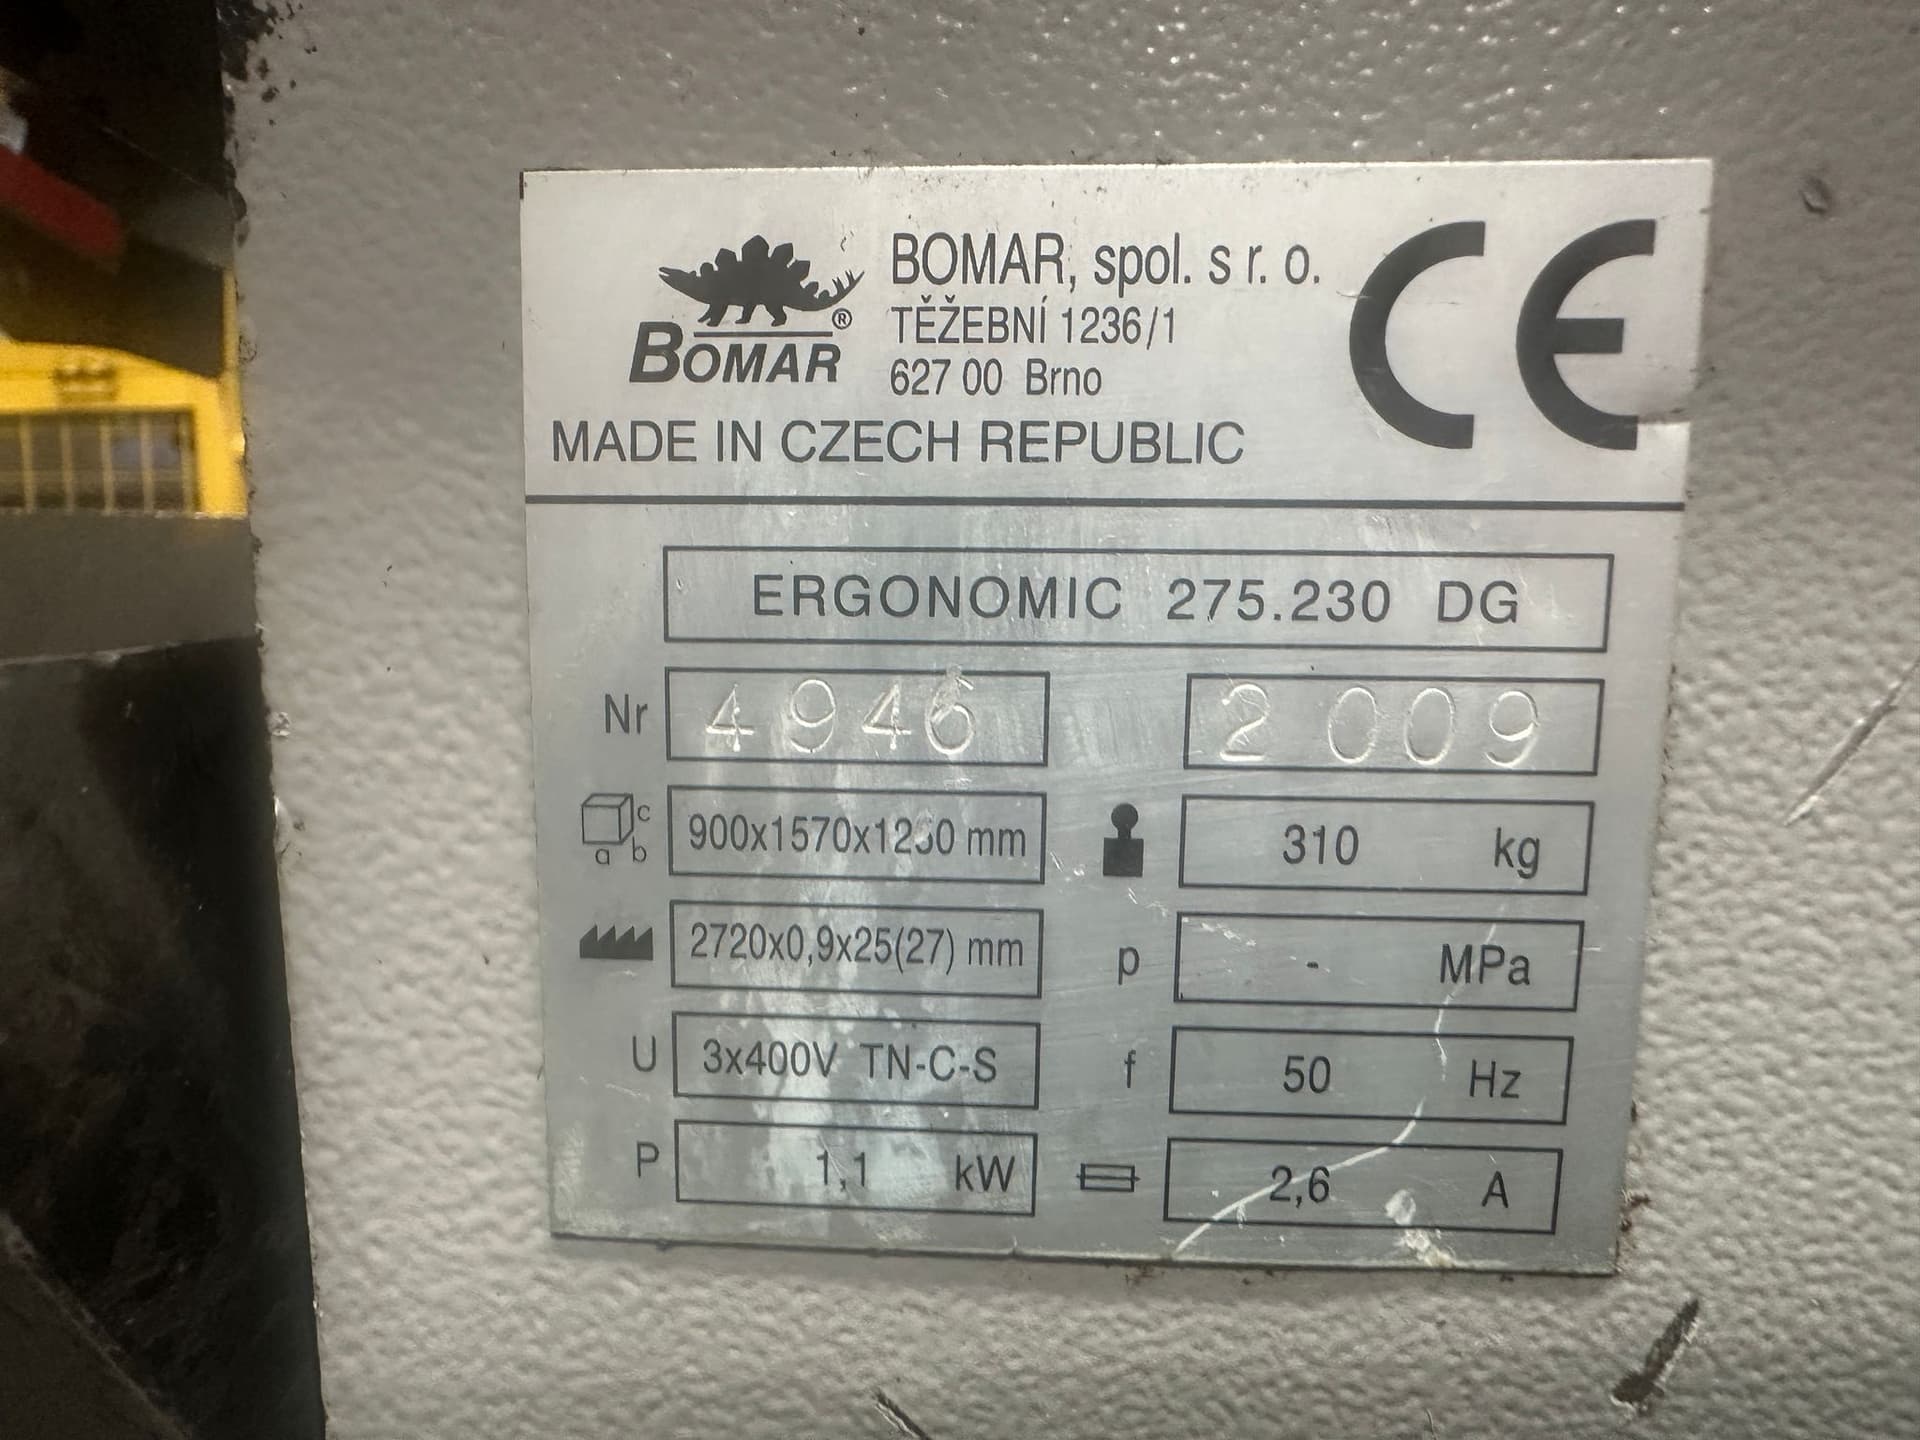 BOMAR, spol. s r. o.
TĚŽEBNÍ 1236/1
® BOMAR
627 00 Brno
CE
MADE IN CZECH REPUBLIC
ERGONOMIC 275.230 DG
Nr 4946 2009
a b c mm 310 kg
2720x0,9x25(27) mm p - MPa
U 3x400V TN-C-S f 50 Hz
P 1,1 kW 2,6 A